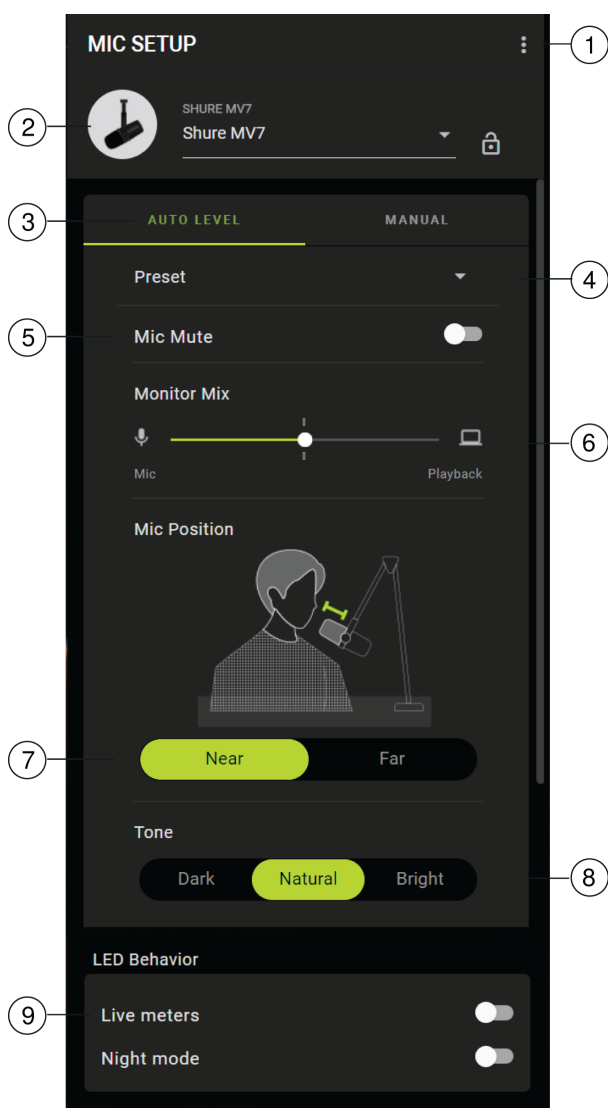 MIC SETUP
1
2
SHURE MV7
Shure MV7
3
AUTO LEVEL MANUAL
Preset
4
5
Mic Mute
Monitor Mix
6
Mic Playback
Mic Position
7
Near Far
Tone
Dark Natural Bright
8
LED Behavior
9
Live meters
Night mode